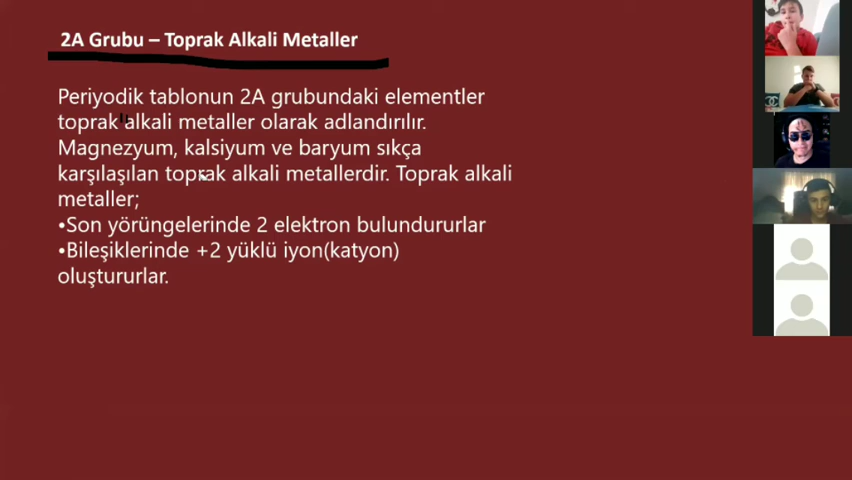 2A Grubu – Toprak Alkali Metaller
Periyodik tablonun 2A grubundaki elementler
toprak alkali metaller olarak adlandırılır.
Magnezyum, kalsiyum ve baryum sıkça
karşılaşılan toprak alkali metallerdir. Toprak alkali
metaller;
•Son yörüngelerinde 2 elektron bulundururlar
•Bileşiklerinde +2 yüklü iyon(katyon)
oluştururlar.